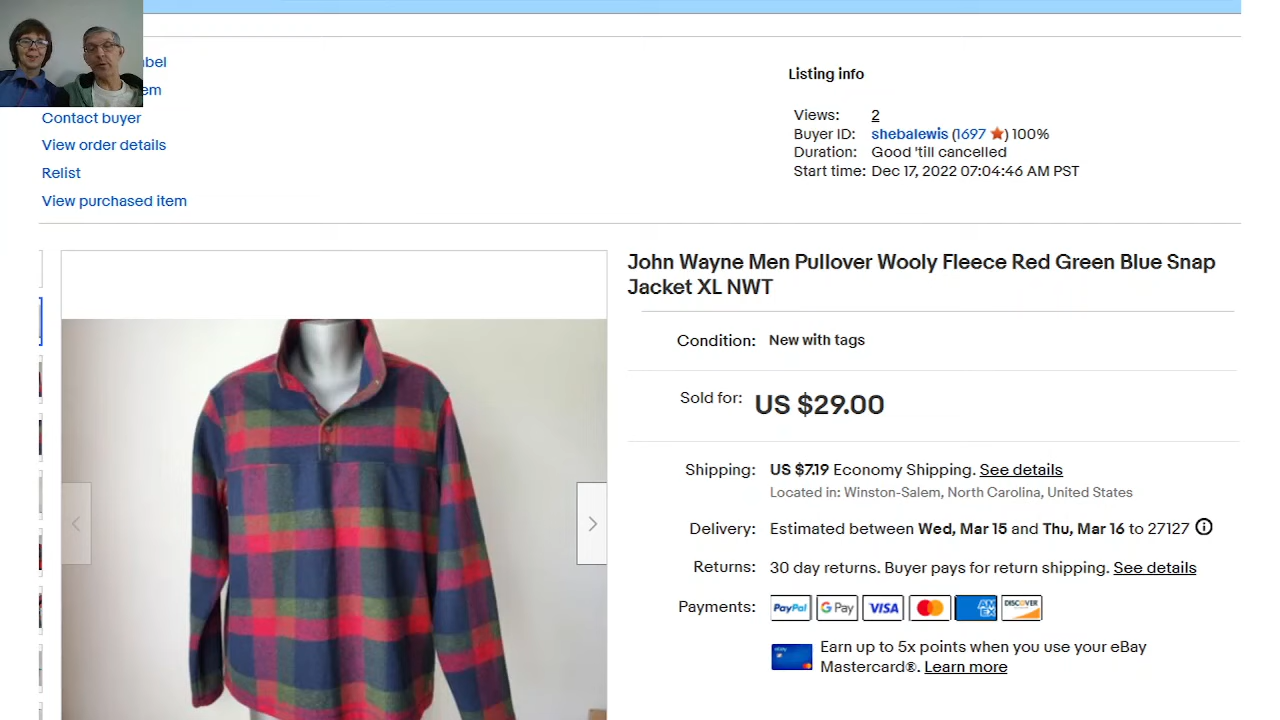 bel
em
Contact buyer
View order details
Relist
View purchased item
Listing info
Views: 2
Buyer ID: shebalewis (1697 ) 100%
Duration: Good 'till cancelled
Start time: Dec 17, 2022 07:04:46 AM PST
John Wayne Men Pullover Wooly Fleece Red Green Blue Snap
Jacket XL NWT
Condition: New with tags
Sold for: US $29.00
Shipping: US $7.19 Economy Shipping. See details
Located in: Winston-Salem, North Carolina, United States
Delivery: Estimated between Wed, Mar 15 and Thu, Mar 16 to 27127
Returns: 30 day returns. Buyer pays for return shipping. See details
Payments: PayPal G Pay VISA AM EX DISCOVER
Earn up to 5x points when you use your eBay
Mastercard®. Learn more